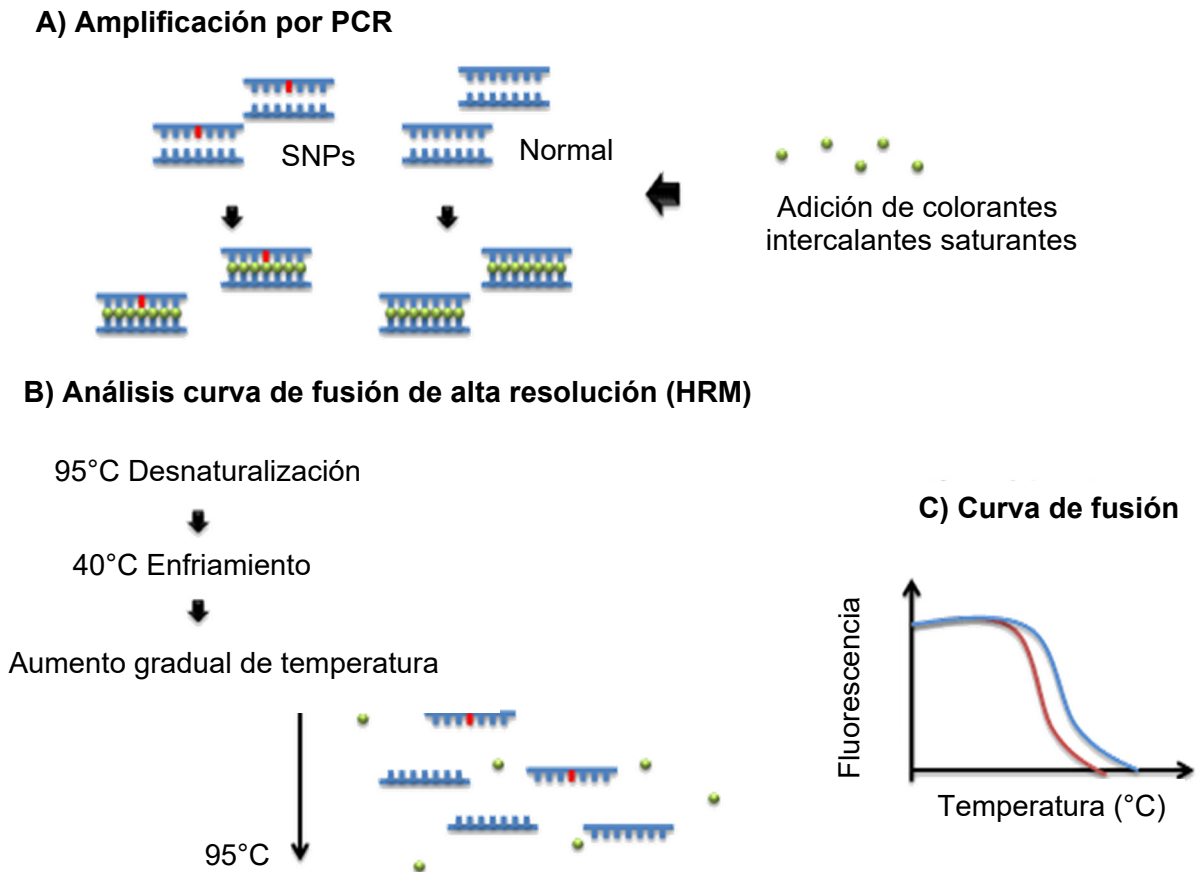 A) Amplificación por PCR
SNPs
Normal
Adición de colorantes
intercalantes saturantes
B) Análisis curva de fusión de alta resolución (HRM)
95°C Desnaturalización
40°C Enfriamiento
Aumento gradual de temperatura
95°C
C) Curva de fusión
Fluorescencia
Temperatura (°C)